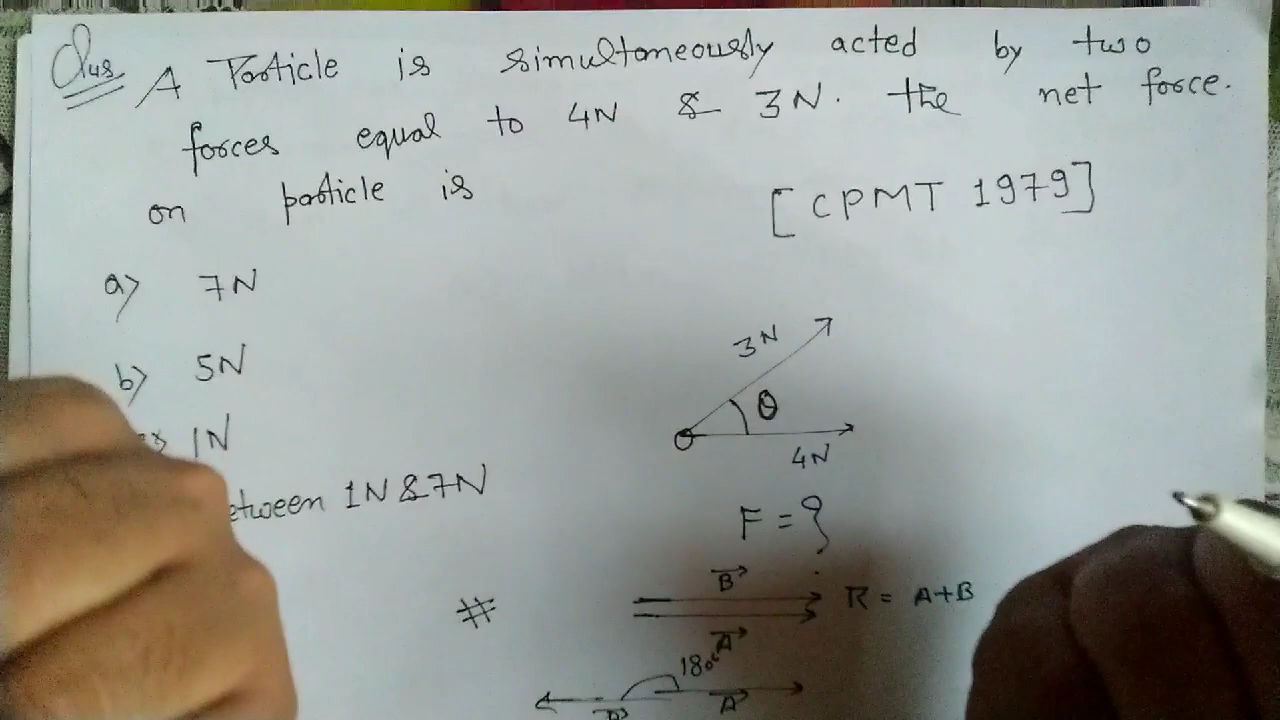 Ques A Particle is simultaneously acted by two
forces equal to 4N & 3N. the net force.
on particle is
[CPMT 1979]
a) 7N
b) 5N
1N
between 1N & 7N
3N
θ
4N
F = ?
B
# R = A+B
A
180°
A